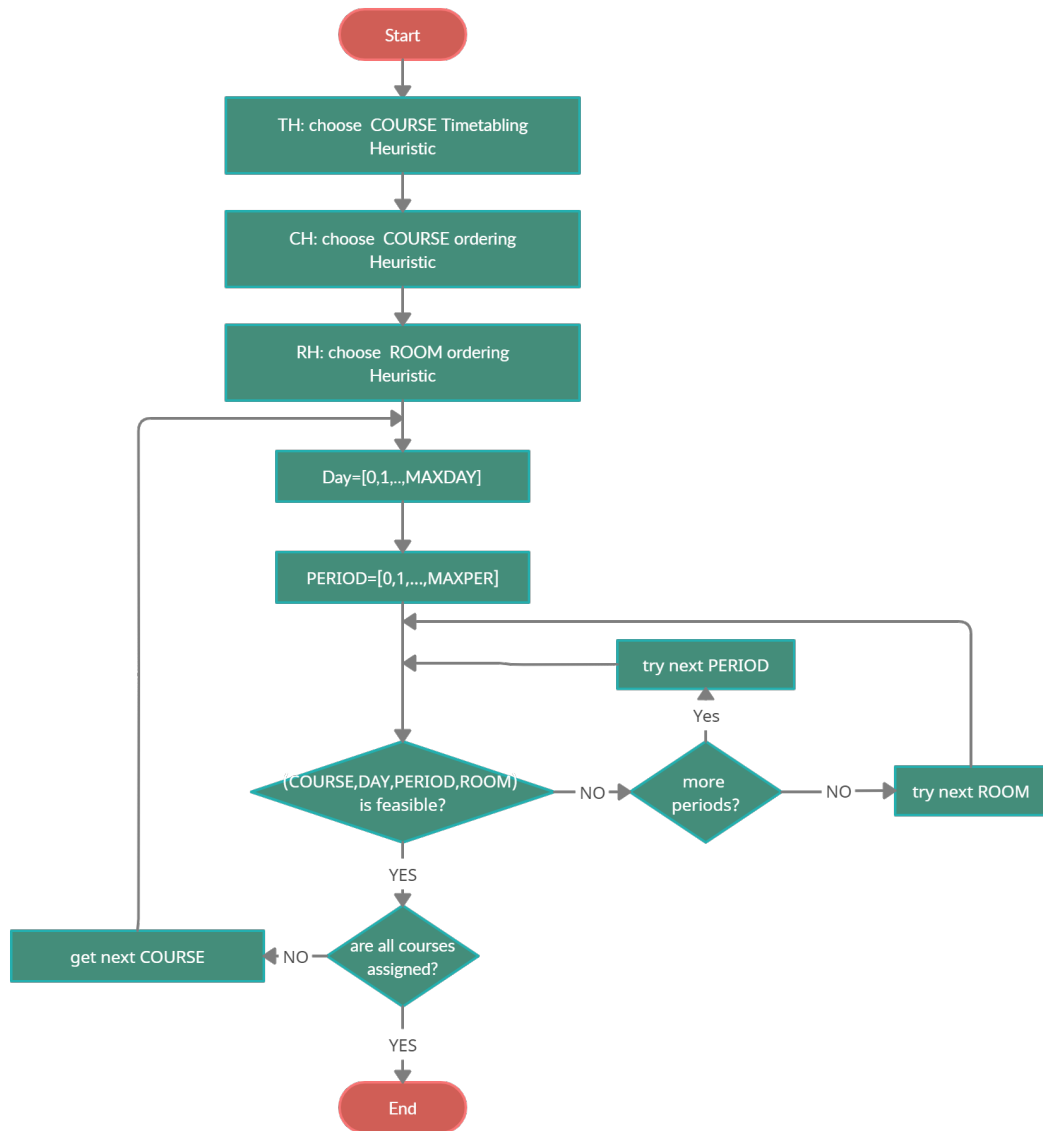 Start
TH: choose  COURSE Timetabling
Heuristic
CH: choose  COURSE ordering
Heuristic
RH: choose  ROOM ordering
Heuristic
Day=[0,1,..,MAXDAY]
PERIOD=[0,1,...,MAXPER]
try next PERIOD
Yes
(COURSE,DAY,PERIOD,ROOM)
is feasible?
NO
more
periods?
NO
try next ROOM
YES
are all courses
assigned?
NO
get next COURSE
YES
End